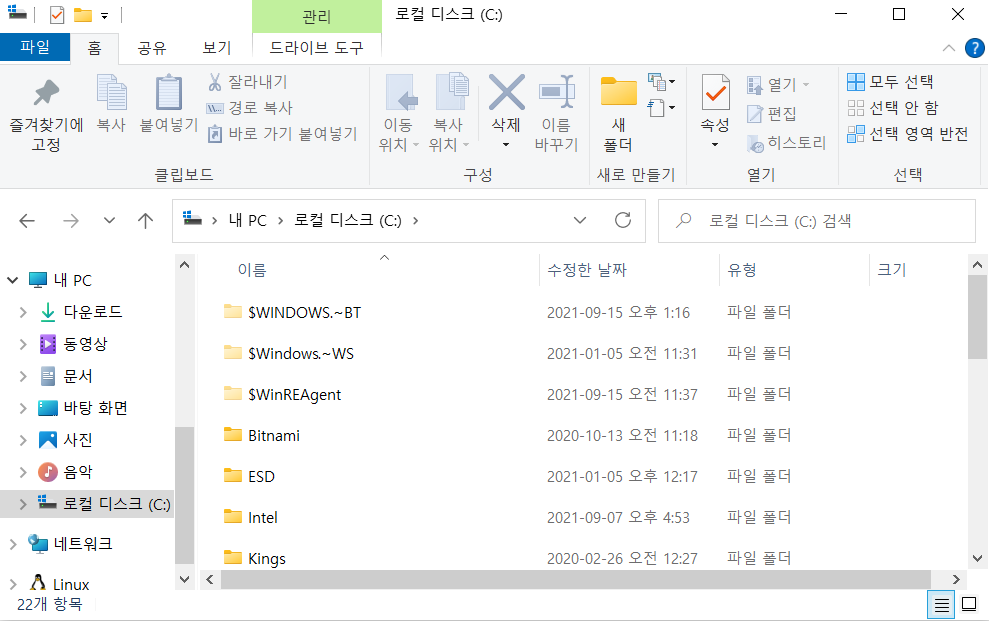 관리
로컬 디스크 (C:)
파일 홈 공유 보기 드라이브 도구
즐겨찾기에 고정
복사
붙여넣기
잘라내기
경로 복사
바로 가기 붙여넣기
클립보드
이동 위치
복사 위치
삭제
이름 바꾸기
구성
새 폴더
새로 만들기
속성
열기
편집
히스토리
열기
모두 선택
선택 안 함
선택 영역 반전
선택
내 PC > 로컬 디스크 (C:) >
로컬 디스크 (C:) 검색
내 PC
다운로드
동영상
문서
바탕 화면
사진
음악
로컬 디스크 (C:)
네트워크
Linux
이름 수정한 날짜 유형 크기
$WINDOWS.~BT 2021-09-15 오후 1:16 파일 폴더
$Windows.~WS 2021-01-05 오전 11:31 파일 폴더
$WinREAgent 2021-09-15 오전 11:37 파일 폴더
Bitnami 2020-10-13 오전 11:18 파일 폴더
ESD 2021-01-05 오후 12:17 파일 폴더
Intel 2021-09-07 오후 4:53 파일 폴더
Kings 2020-02-26 오전 12:27 파일 폴더
22개 항목